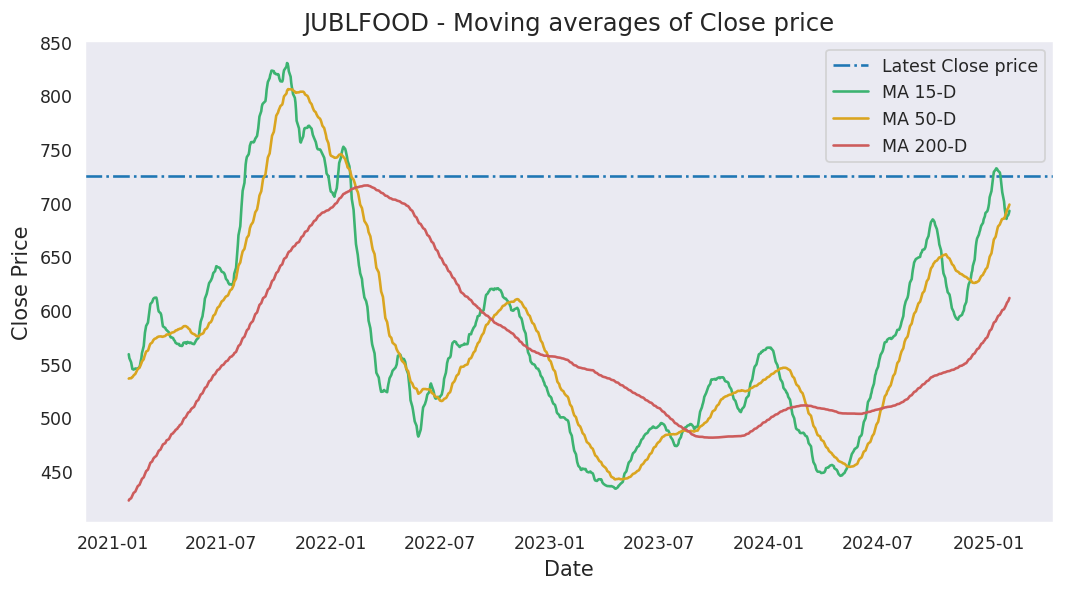 JUBLFOOD - Moving averages of Close price
850
800
750
700
650
600
550
500
450
Close Price
Latest Close price
MA 15-D
MA 50-D
MA 200-D
2021-01 2021-07 2022-01 2022-07 2023-01 2023-07 2024-01 2024-07 2025-01
Date